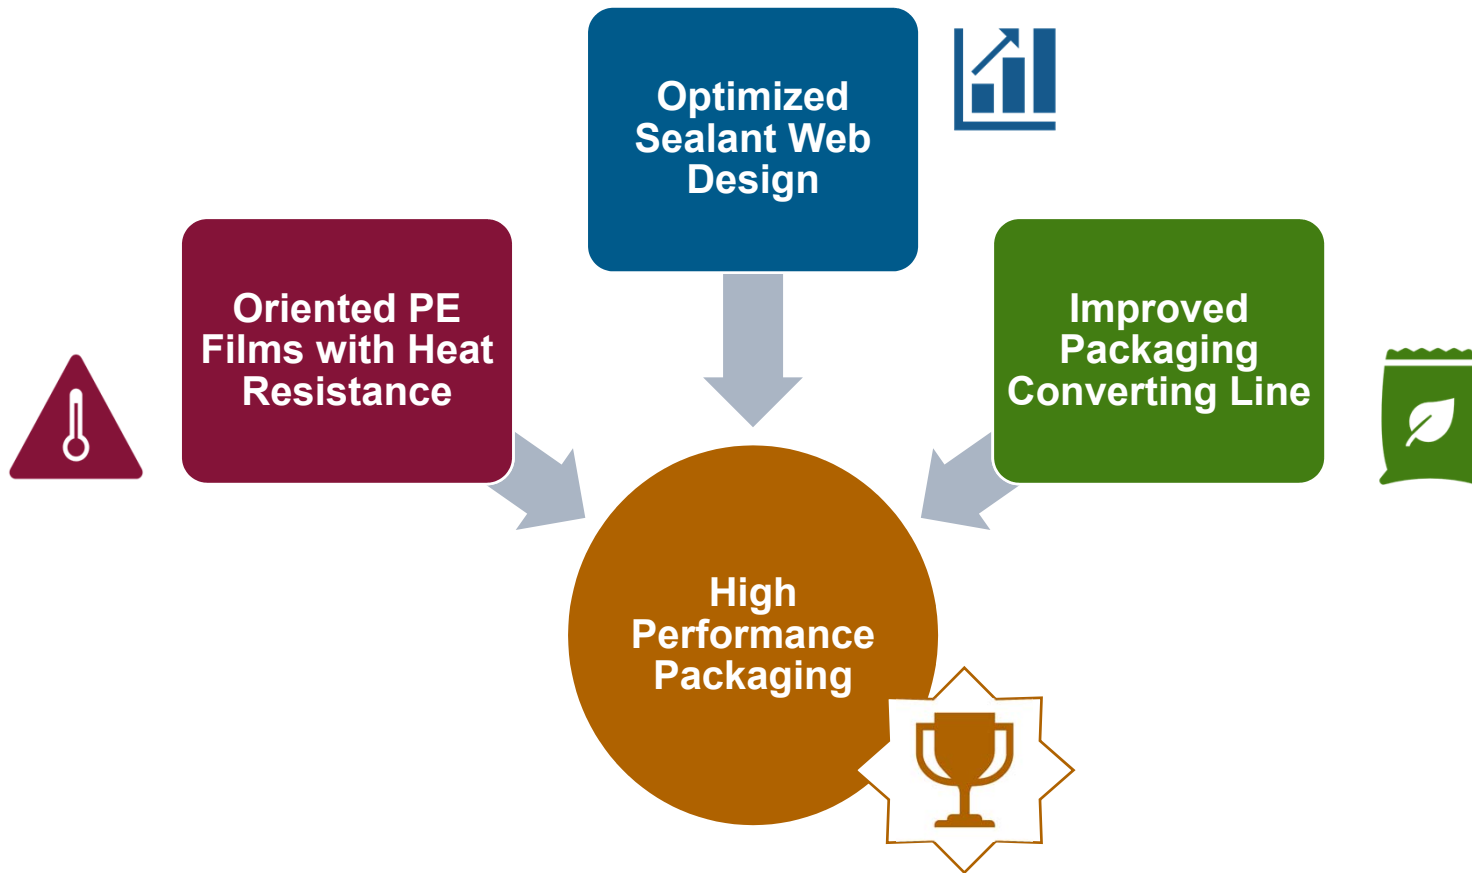 Optimized
Sealant Web
Design
Oriented PE
Films with Heat
Resistance
Improved
Packaging
Converting Line
High
Performance
Packaging